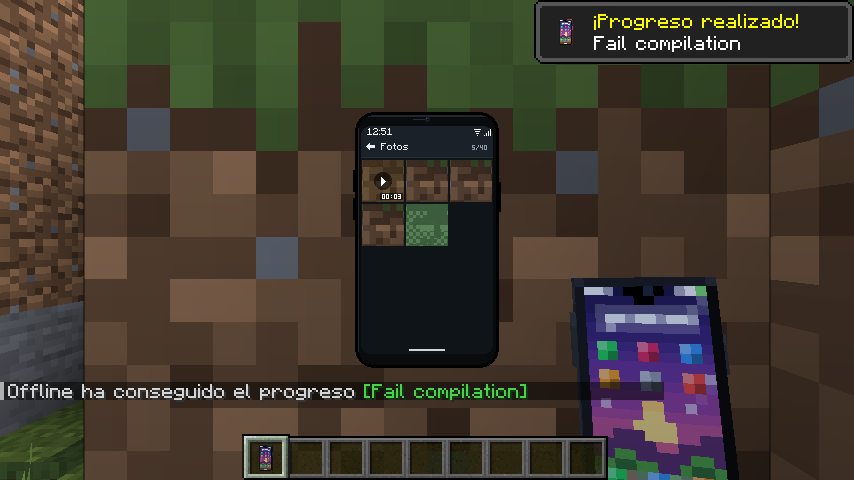 ¡Progreso realizado!
Fail compilation
12:51
Fotos
5/40
00:03
Offline ha conseguido el progreso [Fail compilation]